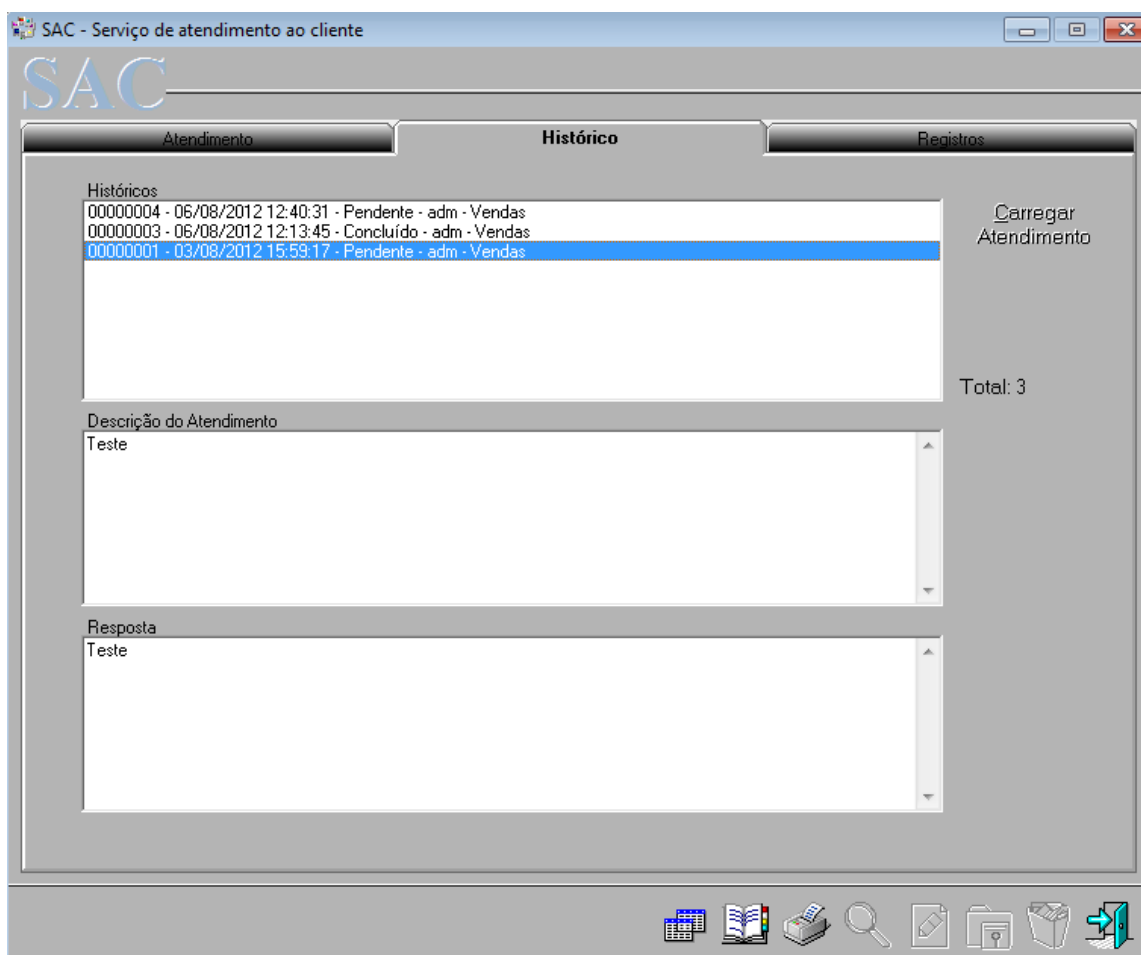 SAC - Serviço de atendimento ao cliente
SAC
Atendimento
Histórico
Registros
Históricos
00000004 - 06/08/2012 12:40:31 - Pendente - adm - Vendas
00000003 - 06/08/2012 12:13:45 - Concluído - adm - Vendas
00000001 - 03/08/2012 15:59:17 - Pendente - adm - Vendas
Carregar
Atendimento
Total: 3
Descrição do Atendimento
Teste
Resposta
Teste